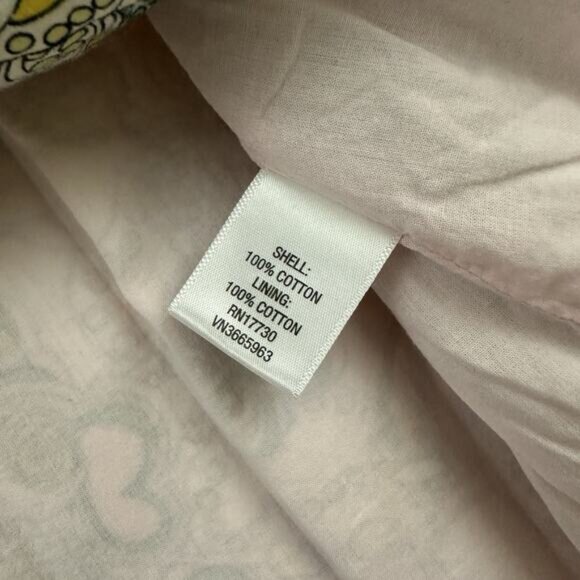 SHELL:
100% COTTON
LINING:
100% COTTON
RN17730
VN3665963